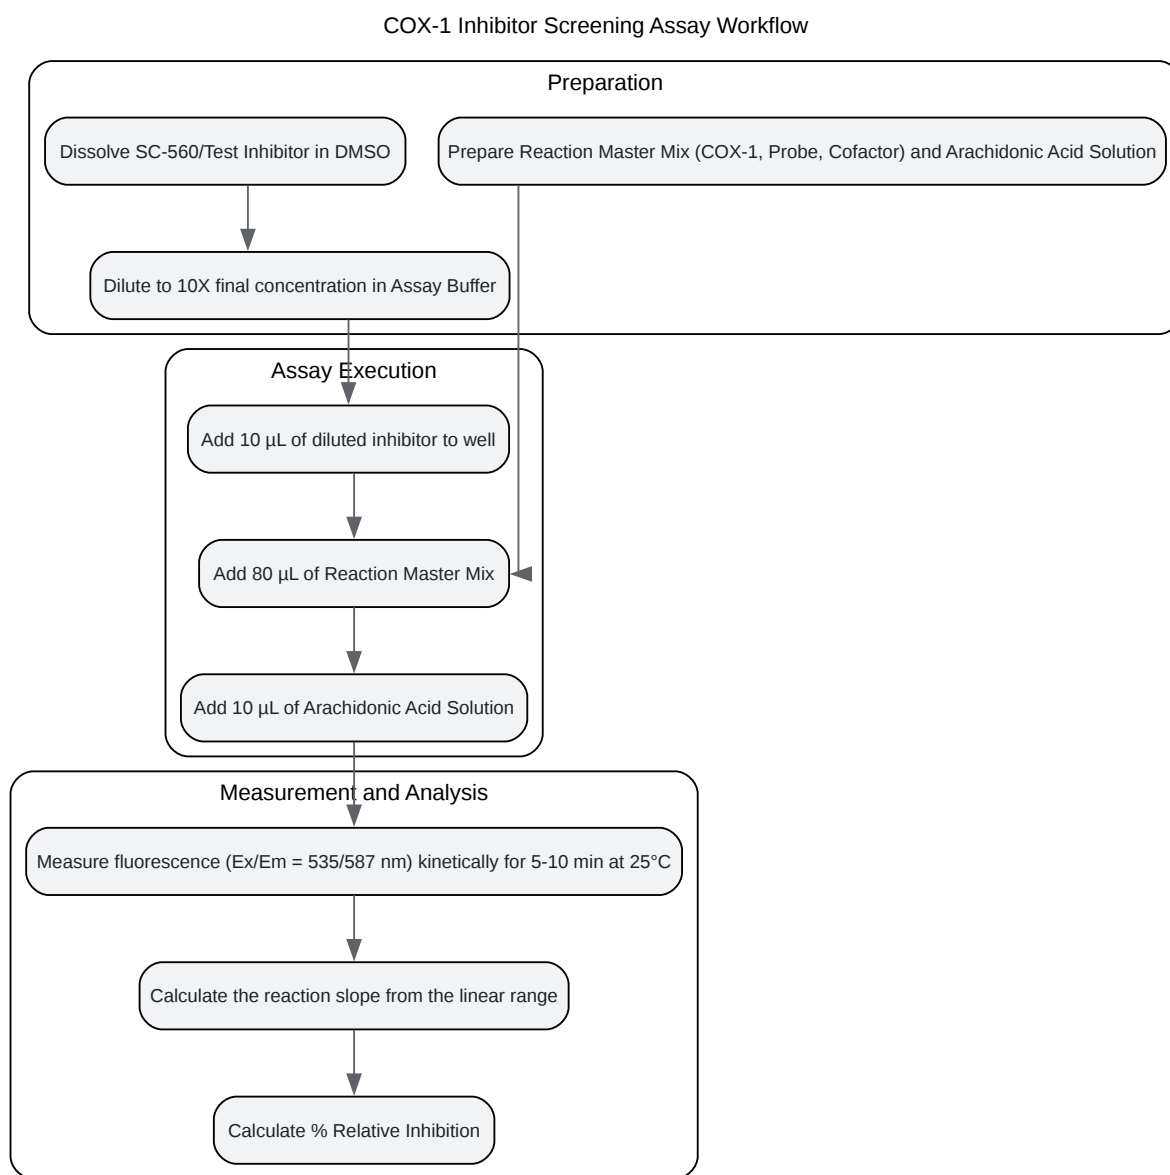 COX-1 Inhibitor Screening Assay Workflow
Preparation
Dissolve SC-560/Test Inhibitor in DMSO
Prepare Reaction Master Mix (COX-1, Probe, Cofactor) and Arachidonic Acid Solution
Dilute to 10X final concentration in Assay Buffer
Assay Execution
Add 10 µL of diluted inhibitor to well
Add 80 µL of Reaction Master Mix
Add 10 µL of Arachidonic Acid Solution
Measurement and Analysis
Measure fluorescence (Ex/Em = 535/587 nm) kinetically for 5-10 min at 25°C
Calculate the reaction slope from the linear range
Calculate % Relative Inhibition